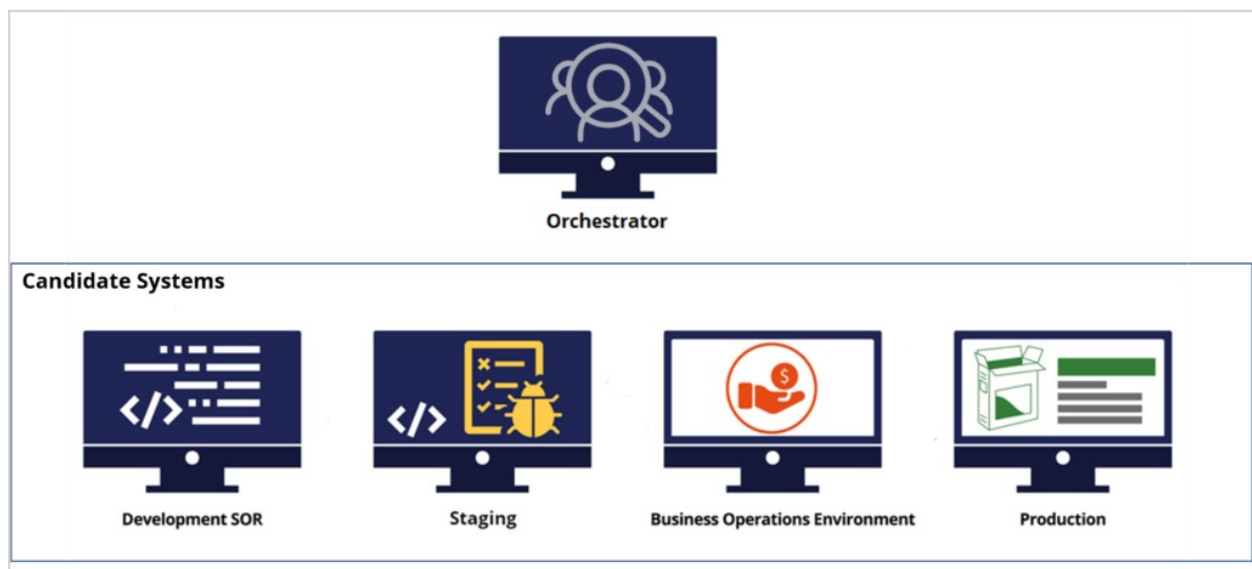 Orchestrator
Candidate Systems
Development SOR
Staging
Business Operations Environment
Production